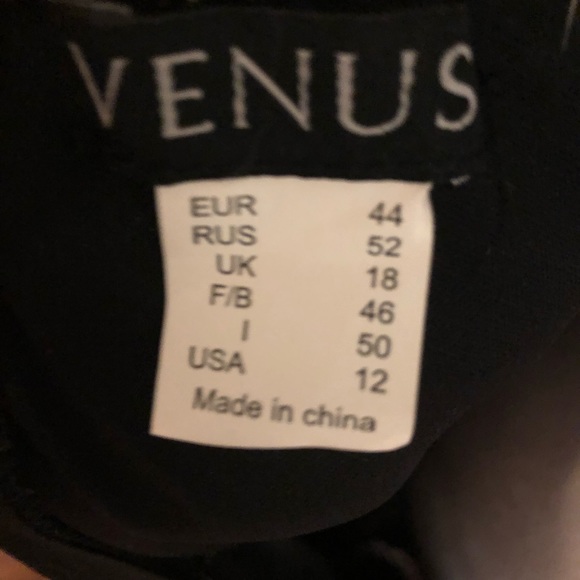 VENUS
EUR 44
RUS 52
UK 18
F/B 46
I 50
USA 12
Made in china